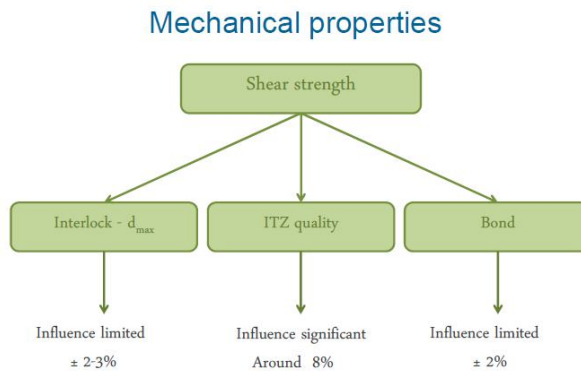 Mechanical properties
Shear strength
Interlock - d_max
ITZ quality
Bond
Influence limited
± 2-3%
Influence significant
Around 8%
Influence limited
± 2%